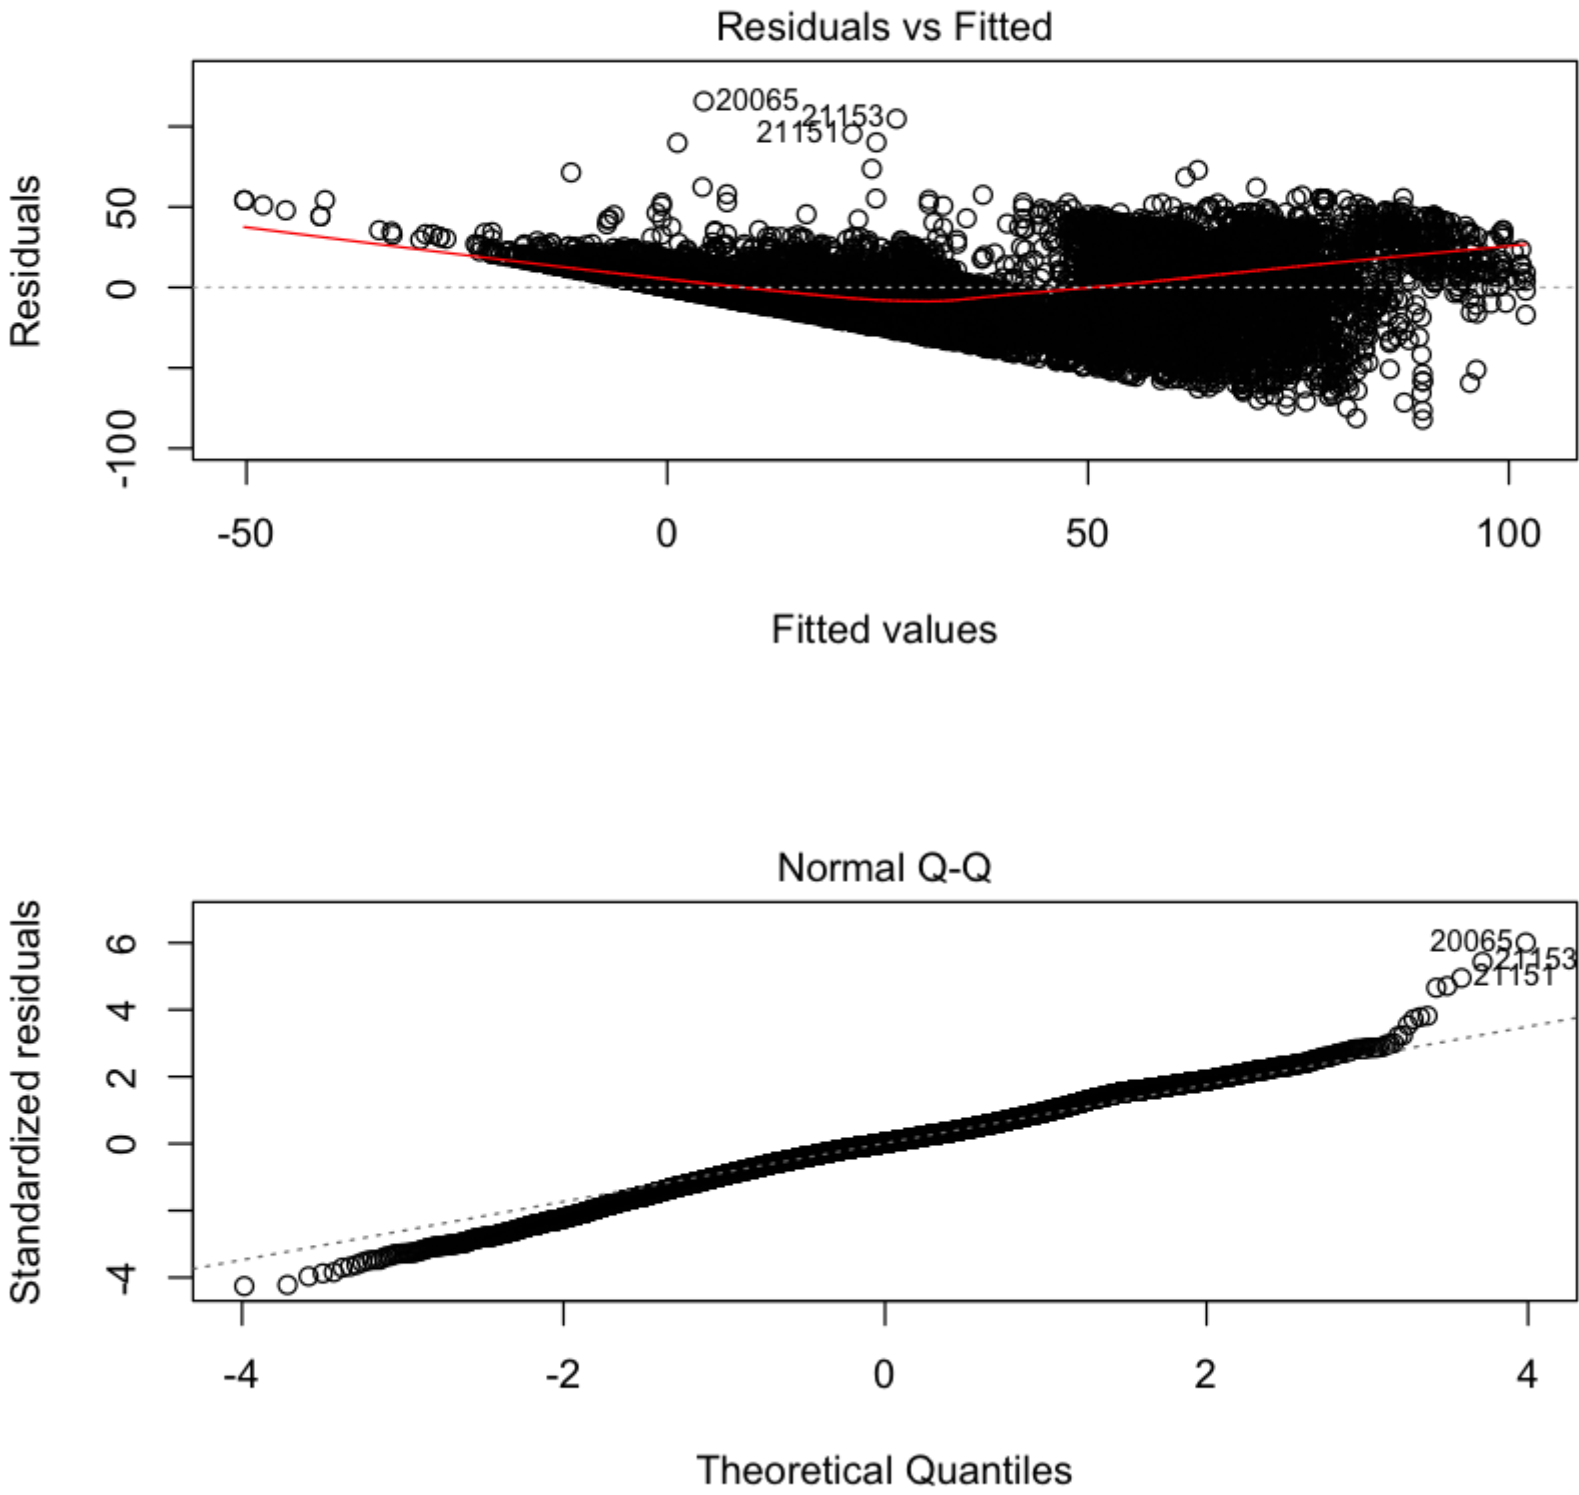 Residuals vs Fitted
Residuals
50
0
-100
20065
21153
21151
-50 0 50 100
Fitted values
Normal Q-Q
Standardized residuals
6
4
2
0
-4
20065
21153
21151
-4 -2 0 2 4
Theoretical Quantiles